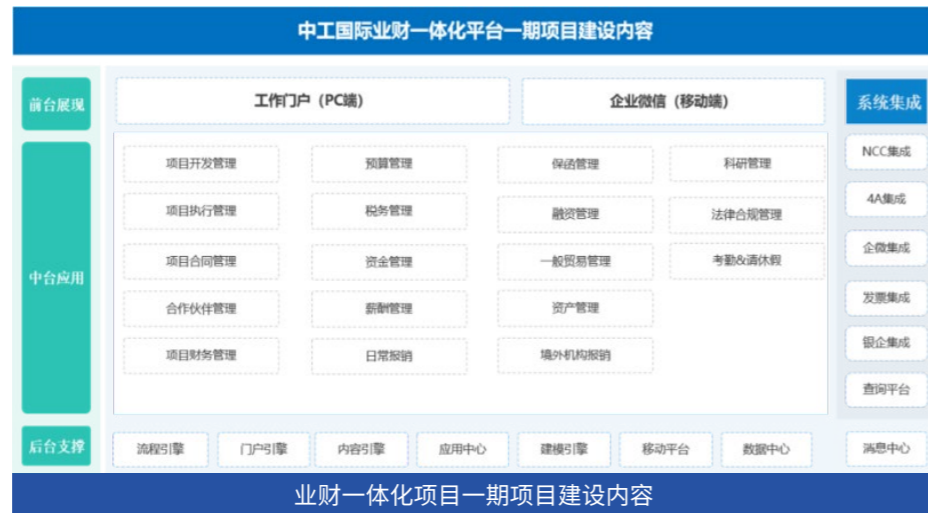 中工国际业财一体化平台一期项目建设内容
前台展现
工作门户（PC端）
企业微信（移动端）
系统集成
中台应用
项目开发管理
预算管理
保函管理
科研管理
NCC集成
项目执行管理
税务管理
融资管理
法律合规管理
4A集成
项目合同管理
资金管理
一般贸易管理
考勤&请休假
企微集成
合作伙伴管理
薪酬管理
资产管理
发票集成
项目财务管理
日常报销
境外机构报销
银企集成
查询平台
后台支撑
流程引擎
门户引擎
内容引擎
应用中心
建模引擎
移动平台
数据中心
消息中心
业财一体化项目一期项目建设内容